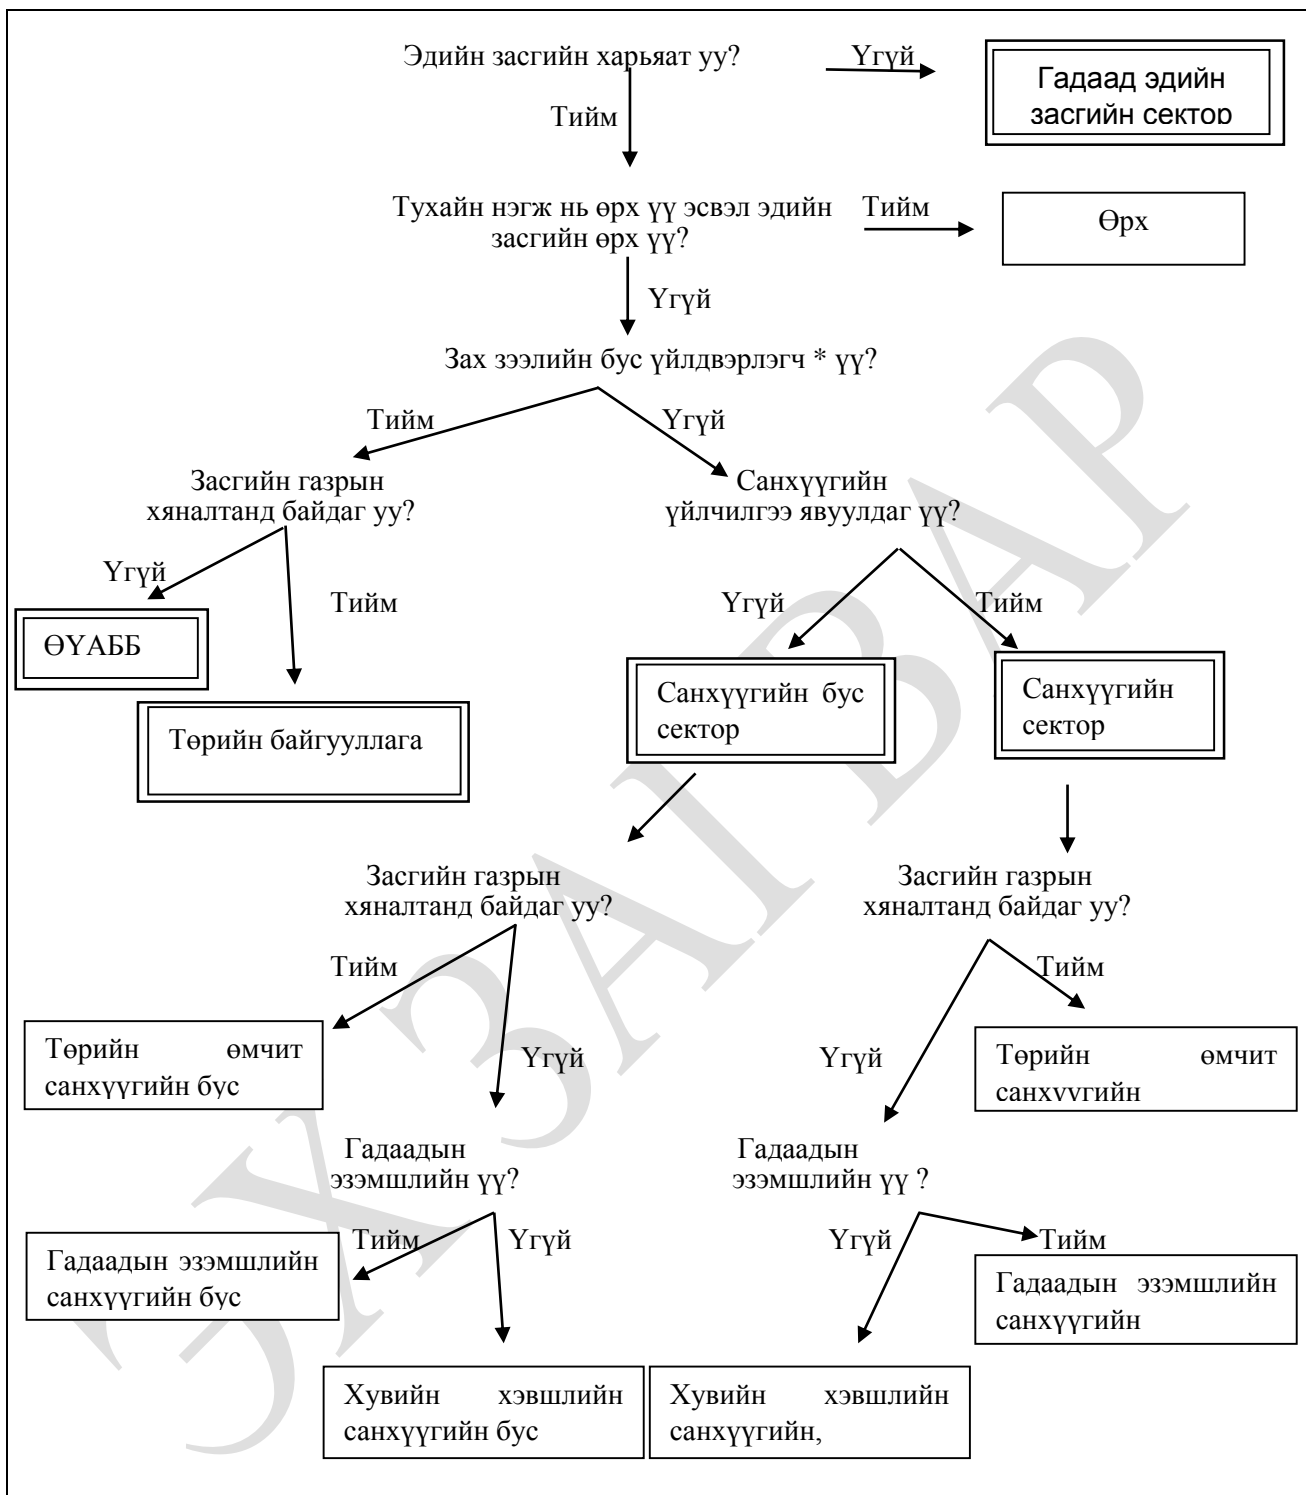 Эдийн засгийн харьяат уу?
Үгүй
Гадаад эдийн
засгийн сектор
Тийм
Тухайн нэгж нь өрх үү эсвэл эдийн
засгийн өрх үү?
Тийм
Өрх
Үгүй
Зах зээлийн бус үйлдвэрлэгч * үү?
Тийм
Үгүй
Засгийн газрын
хяналтанд байдаг уу?
Санхүүгийн
үйлчилгээ явуулдаг үү?
Үгүй
Тийм
Үгүй
Тийм
ӨҮАББ
Төрийн байгууллага
Санхүүгийн бус
сектор
Санхүүгийн
сектор
Засгийн газрын
хяналтанд байдаг уу?
Засгийн газрын
хяналтанд байдаг уу?
Тийм
Үгүй
Үгүй
Тийм
Төрийн өмчит
санхүүгийн бус
Төрийн өмчит
санхүүгийн
Гадаадын
эзэмшлийн үү?
Гадаадын
эзэмшлийн үү ?
Тийм
Үгүй
Үгүй
Тийм
Гадаадын эзэмшлийн
санхүүгийн бус
Гадаадын эзэмшлийн
санхүүгийн
Хувийн хэвшлийн
санхүүгийн бус
Хувийн хэвшлийн
санхүүгийн,
ЭХ ЗАГВАР